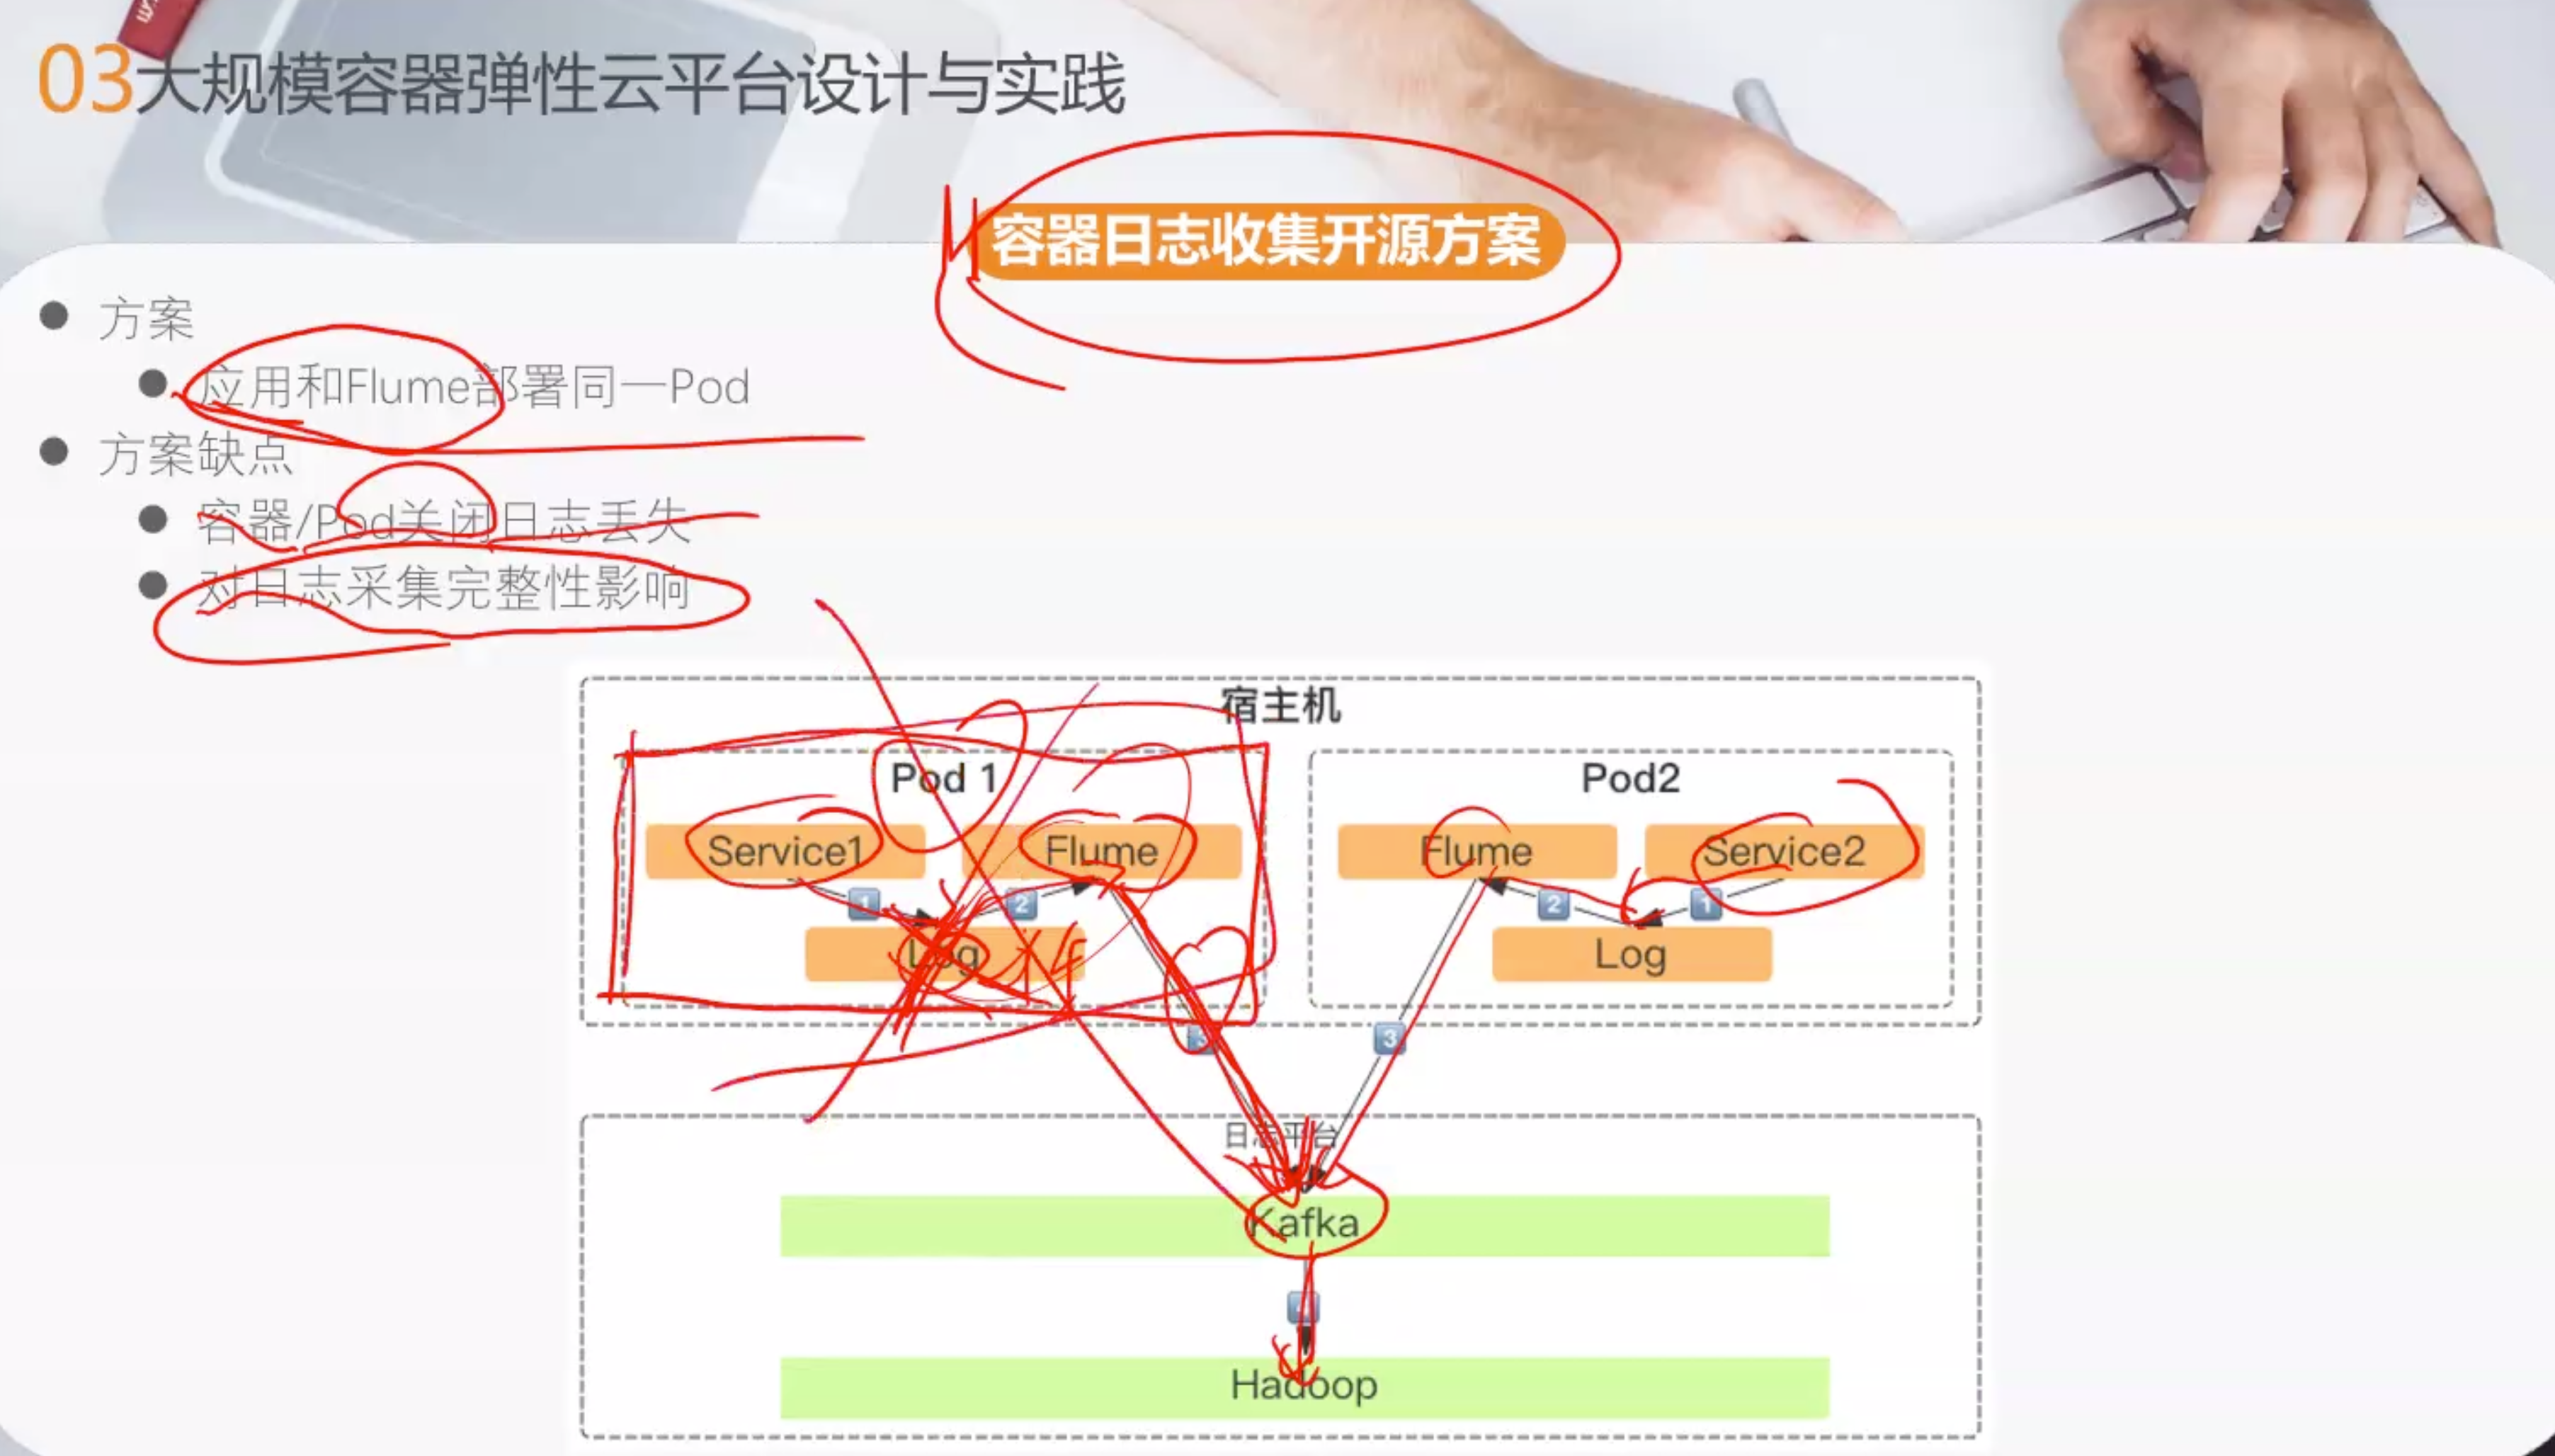 03大规模容器弹性云平台设计与实践
容器日志收集开源方案
方案
应用和Flume部署同一Pod
方案缺点
容器/Pod关闭日志丢失
对日志采集完整性影响
宿主机
Pod 1
Pod2
Service1
Flume
Flume
Service2
1
2
2
1
Log
Log
3
3
日志平台
Kafka
Hadoop